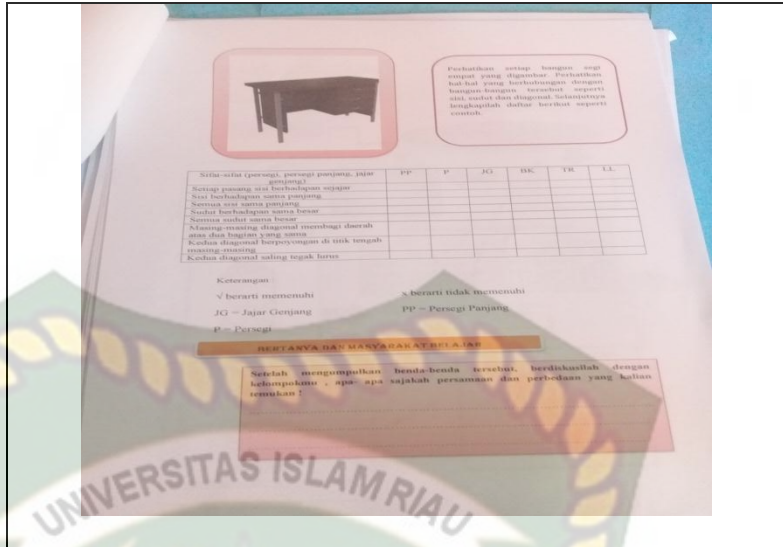 Perhatikan setiap bangun segi
empat yang digambar. Perhatikan
hal-hal yang berhubungan dengan
bangun-bangun tersebut seperti
sisi, sudut dan diagonal. Selanjutnya
lengkapilah daftar berikut seperti
contoh.
Sifat-sifat (persegi, persegi panjang, jajar genjang) PP P JG BK TR LL
Setiap pasang sisi berhadapan sejajar
Sisi berhadapan sama panjang
Semua sisi sama panjang
Sudut berhadapan sama besar
Semua sudut sama besar
Masing-masing diagonal membagi daerah
atas dua bagian yang sama
Kedua diagonal berpoyongan di titik tengah
masing-masing
Kedua diagonal saling tegak lurus
Keterangan
√ berarti memenuhi x berarti tidak memenuhi
JG = Jajar Genjang PP = Persegi Panjang
P = Persegi
BERTANYA DAN MASYARAKAT BELAJAR
Setelah mengumpulkan benda-benda tersebut, berdiskusilah dengan
kelompokmu , apa- apa sajakah persamaan dan perbedaan yang kalian
temukan !
UNIVERSITAS ISLAM RIAU